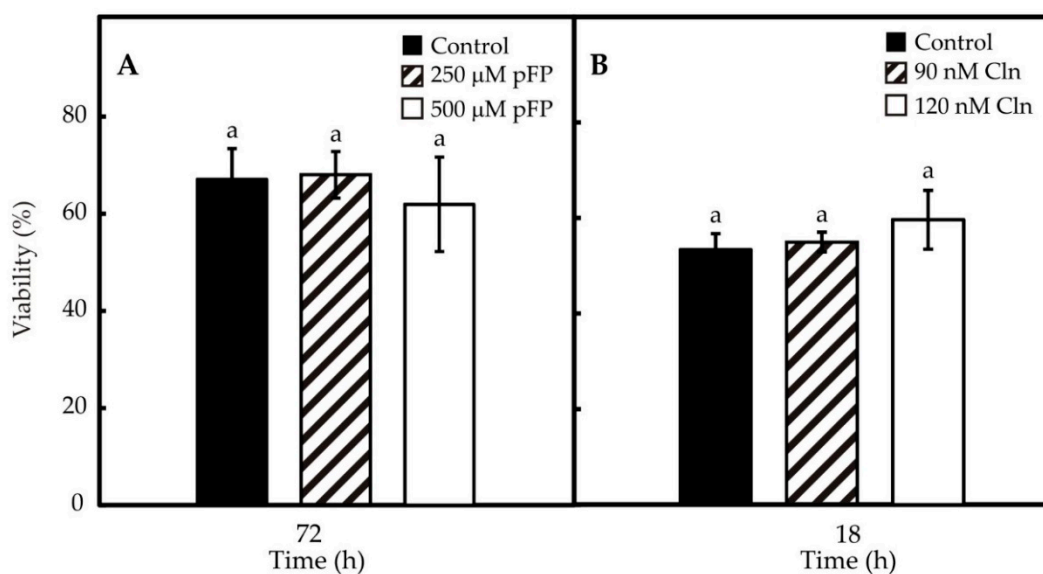 A
Control
250 µM pFP
500 µM pFP
B
Control
90 nM Cln
120 nM Cln
80
60
40
20
0
Viability (%)
a
a
a
a
a
a
72
Time (h)
18
Time (h)